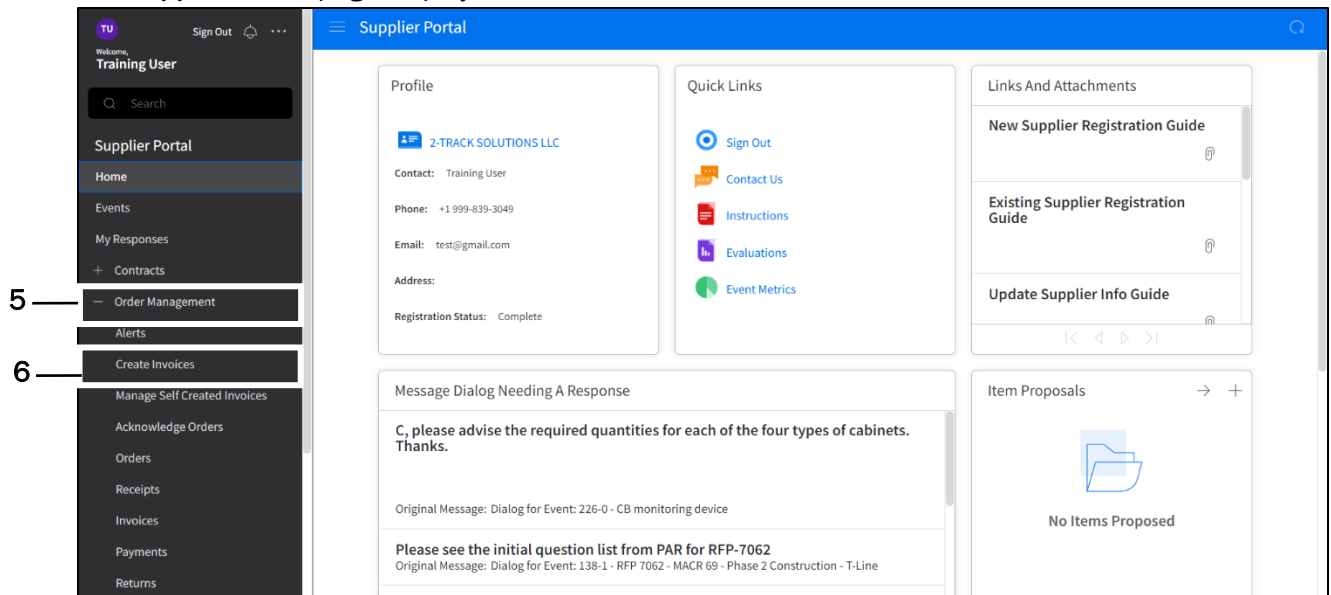 TU
Sign Out
Welcome,
Training User
Search
Supplier Portal
Home
Events
My Responses
+ Contracts
5
− Order Management
Alerts
6
Create Invoices
Manage Self Created Invoices
Acknowledge Orders
Orders
Receipts
Invoices
Payments
Returns
Supplier Portal
Profile
2-TRACK SOLUTIONS LLC
Contact: Training User
Phone: +1 999-839-3049
Email: test@gmail.com
Address:
Registration Status: Complete
Quick Links
Sign Out
Contact Us
Instructions
Evaluations
Event Metrics
Links And Attachments
New Supplier Registration Guide
Existing Supplier Registration
Guide
Update Supplier Info Guide
Message Dialog Needing A Response
C, please advise the required quantities for each of the four types of cabinets.
Thanks.
Original Message: Dialog for Event: 226-0 - CB monitoring device
Please see the initial question list from PAR for RFP-7062
Original Message: Dialog for Event: 138-1 - RFP 7062 - MACR 69 - Phase 2 Construction - T-Line
Item Proposals
No Items Proposed